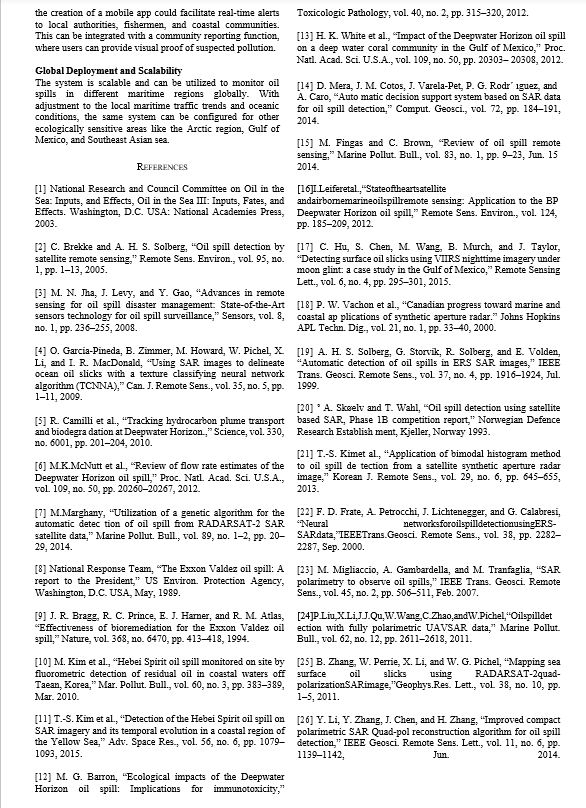 the creation of a mobile app could facilitate real-time alerts
to local authorities, fishermen, and coastal communities.
This can be integrated with a community reporting function,
where users can provide visual proof of suspected pollution.
Global Deployment and Scalability
The system is scalable and can be utilized to monitor oil
spills in different maritime regions globally. With
adjustment to the local maritime traffic trends and oceanic
conditions, the same system can be configured for other
ecologically sensitive areas like the Arctic region, Gulf of
Mexico, and Southeast Asian sea.
REFERENCES
[1] National Research and Council Committee on Oil in the
Sea: Inputs, and Effects, Oil in the Sea III: Inputs, Fates, and
Effects. Washington, D.C. USA: National Academies Press,
2003.
[2] C. Brekke and A. H. S. Solberg, “Oil spill detection by
satellite remote sensing,” Remote Sens. Environ., vol. 95, no.
1, pp. 1–13, 2005.
[3] M. N. Jha, J. Levy, and Y. Gao, “Advances in remote
sensing for oil spill disaster management: State-of-the-Art
sensors technology for oil spill surveillance,” Sensors, vol. 8,
no. 1, pp. 236–255, 2008.
[4] O. Garcia-Pineda, B. Zimmer, M. Howard, W. Pichel, X.
Li, and I. R. MacDonald, “Using SAR images to delineate
ocean oil slicks with a texture classifying neural network
algorithm (TCNNA),” Can. J. Remote Sens., vol. 35, no. 5, pp.
1–11, 2009.
[5] R. Camilli et al., “Tracking hydrocarbon plume transport
and biodegra dation at Deepwater Horizon.,” Science, vol. 330,
no. 6001, pp. 201–204, 2010.
[6] M.K.McNutt et al., “Review of flow rate estimates of the
Deepwater Horizon oil spill,” Proc. Natl. Acad. Sci. U.S.A.,
vol. 109, no. 50, pp. 20260–20267, 2012.
[7] M.Marghany, “Utilization of a genetic algorithm for the
automatic detec tion of oil spill from RADARSAT-2 SAR
satellite data,” Marine Pollut. Bull., vol. 89, no. 1–2, pp. 20–
29, 2014.
[8] National Response Team, “The Exxon Valdez oil spill: A
report to the President,” US Environ. Protection Agency,
Washington, D.C. USA, May, 1989.
[9] J. R. Bragg, R. C. Prince, E. J. Harner, and R. M. Atlas,
“Effectiveness of bioremediation for the Exxon Valdez oil
spill,” Nature, vol. 368, no. 6470, pp. 413–418, 1994.
[10] M. Kim et al., “Hebei Spirit oil spill monitored on site by
fluorometric detection of residual oil in coastal waters off
Taean, Korea,” Mar. Pollut. Bull., vol. 60, no. 3, pp. 383–389,
Mar. 2010.
[11] T.-S. Kim et al., “Detection of the Hebei Spirit oil spill on
SAR imagery and its temporal evolution in a coastal region of
the Yellow Sea,” Adv. Space Res., vol. 56, no. 6, pp. 1079–
1093, 2015.
[12] M. G. Barron, “Ecological impacts of the Deepwater
Horizon oil spill: Implications for immunotoxicity,”
Toxicologic Pathology, vol. 40, no. 2, pp. 315–320, 2012.
[13] H. K. White et al., “Impact of the Deepwater Horizon oil spill
on a deep water coral community in the Gulf of Mexico,” Proc.
Natl. Acad. Sci. U.S.A., vol. 109, no. 50, pp. 20303– 20308, 2012.
[14] D. Mera, J. M. Cotos, J. Varela-Pet, P. G. Rodr´ ıguez, and
A. Caro, “Auto matic decision support system based on SAR data
for oil spill detection,” Comput. Geosci., vol. 72, pp. 184–191,
2014.
[15] M. Fingas and C. Brown, “Review of oil spill remote
sensing,” Marine Pollut. Bull., vol. 83, no. 1, pp. 9–23, Jun. 15
2014.
[16]I.Leiferetal.,“Stateoftheartsatellite
andairbornemarineoilspillremote sensing: Application to the BP
Deepwater Horizon oil spill,” Remote Sens. Environ., vol. 124,
pp. 185–209, 2012.
[17] C. Hu, S. Chen, M. Wang, B. Murch, and J. Taylor,
“Detecting surface oil slicks using VIIRS nighttime imagery under
moon glint: a case study in the Gulf of Mexico,” Remote Sensing
Lett., vol. 6, no. 4, pp. 295–301, 2015.
[18] P. W. Vachon et al., “Canadian progress toward marine and
coastal ap plications of synthetic aperture radar.” Johns Hopkins
APL Techn. Dig., vol. 21, no. 1, pp. 33–40, 2000.
[19] A. H. S. Solberg, G. Storvik, R. Solberg, and E. Volden,
“Automatic detection of oil spills in ERS SAR images,” IEEE
Trans. Geosci. Remote Sens., vol. 37, no. 4, pp. 1916–1924, Jul.
1999.
[20] ° A. Skœlv and T. Wahl, “Oil spill detection using satellite
based SAR, Phase 1B competition report,” Norwegian Defence
Research Establish ment, Kjeller, Norway 1993.
[21] T.-S. Kimet al., “Application of bimodal histogram method
to oil spill de tection from a satellite synthetic aperture radar
image,” Korean J. Remote Sens., vol. 29, no. 6, pp. 645–655,
2013.
[22] F. D. Frate, A. Petrocchi, J. Lichtenegger, and G. Calabresi,
“Neural networksforoilspilldetectionusingERS-
SARdata,”IEEETrans.Geosci. Remote Sens., vol. 38, pp. 2282–
2287, Sep. 2000.
[23] M. Migliaccio, A. Gambardella, and M. Tranfaglia, “SAR
polarimetry to observe oil spills,” IEEE Trans. Geosci. Remote
Sens., vol. 45, no. 2, pp. 506–511, Feb. 2007.
[24]P.Liu,X.Li,J.J.Qu,W.Wang,C.Zhao,andW.Pichel,“Oilspilldet
ection with fully polarimetric UAVSAR data,” Marine Pollut.
Bull., vol. 62, no. 12, pp. 2611–2618, 2011.
[25] B. Zhang, W. Perrie, X. Li, and W. G. Pichel, “Mapping sea
surface oil slicks using RADARSAT-2quad-
polarizationSARimage,”Geophys.Res. Lett., vol. 38, no. 10, pp.
1–5, 2011.
[26] Y. Li, Y. Zhang, J. Chen, and H. Zhang, “Improved compact
polarimetric SAR Quad-pol reconstruction algorithm for oil spill
detection,” IEEE Geosci. Remote Sens. Lett., vol. 11, no. 6, pp.
1139–1142, Jun. 2014.